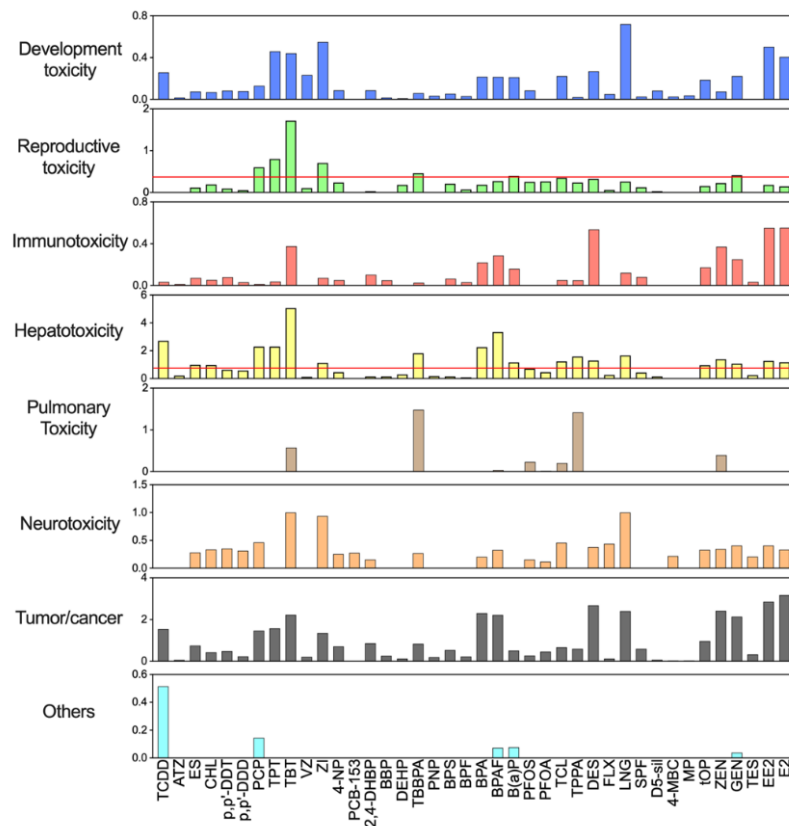 Development
toxicity
0.8
0.4
0.0
Reproductive
toxicity
2
1
0
Immunotoxicity
0.8
0.4
0.0
Hepatotoxicity
6
4
2
0
Pulmonary
Toxicity
2
1
0
Neurotoxicity
1.5
1.0
0.5
0.0
Tumor/cancer
4
2
0
Others
0.6
0.4
0.2
0.0
TCDD
ATZ
ES
CHL
p,p'-DDT
p,p'-DDD
PCP
TPT
TBT
VZ
ZI
4-NP
PCB-153
2,4-DHBP
BBP
DEHP
TBBPA
PNP
BPS
BPF
BPA
BPAF
B(a)P
PFOS
PFOA
TCL
TPPA
DES
FLX
LNG
SPF
D5-sil
4-MBC
MP
tOP
ZEN
GEN
TES
EE2
E2